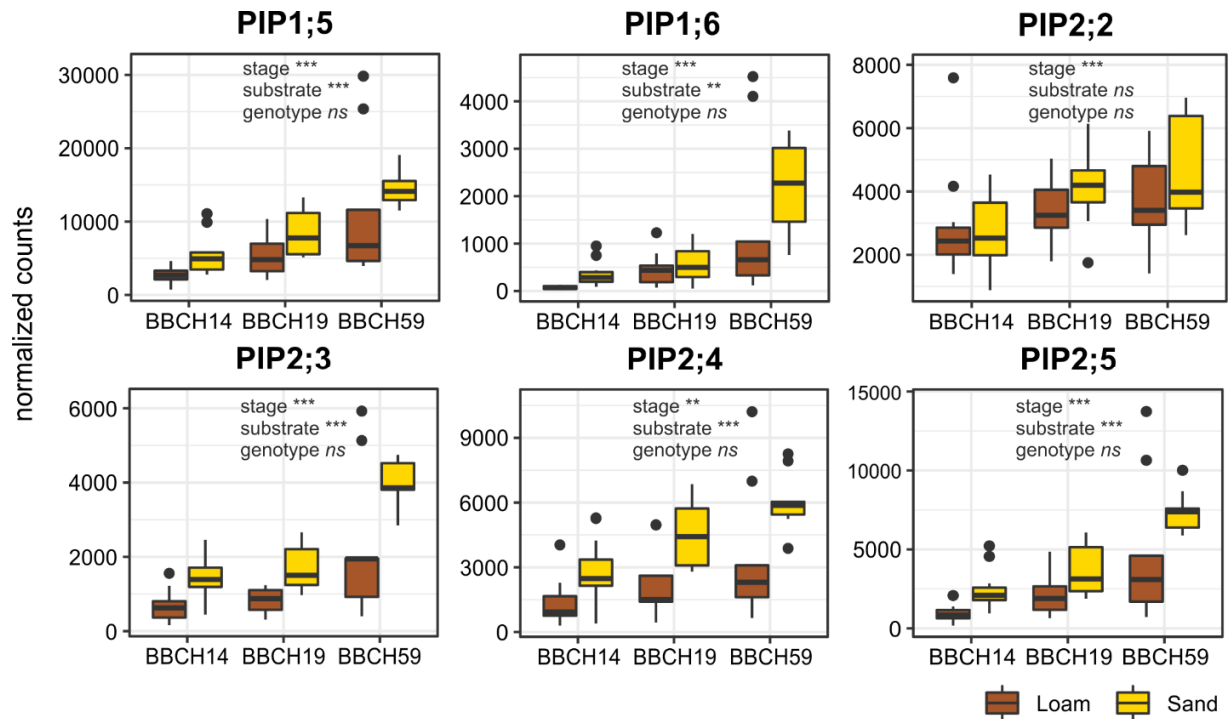 PIP1;5
PIP1;6
PIP2;2
normalized counts
30000
20000
10000
0
stage ***
substrate ***
genotype ns
BBCH14 BBCH19 BBCH59
4000
3000
2000
1000
0
stage ***
substrate **
genotype ns
BBCH14 BBCH19 BBCH59
8000
6000
4000
2000
stage ***
substrate ns
genotype ns
BBCH14 BBCH19 BBCH59
PIP2;3
PIP2;4
PIP2;5
6000
4000
2000
0
stage ***
substrate ***
genotype ns
BBCH14 BBCH19 BBCH59
9000
6000
3000
0
stage **
substrate ***
genotype ns
BBCH14 BBCH19 BBCH59
15000
10000
5000
0
stage ***
substrate ***
genotype ns
BBCH14 BBCH19 BBCH59
Loam Sand